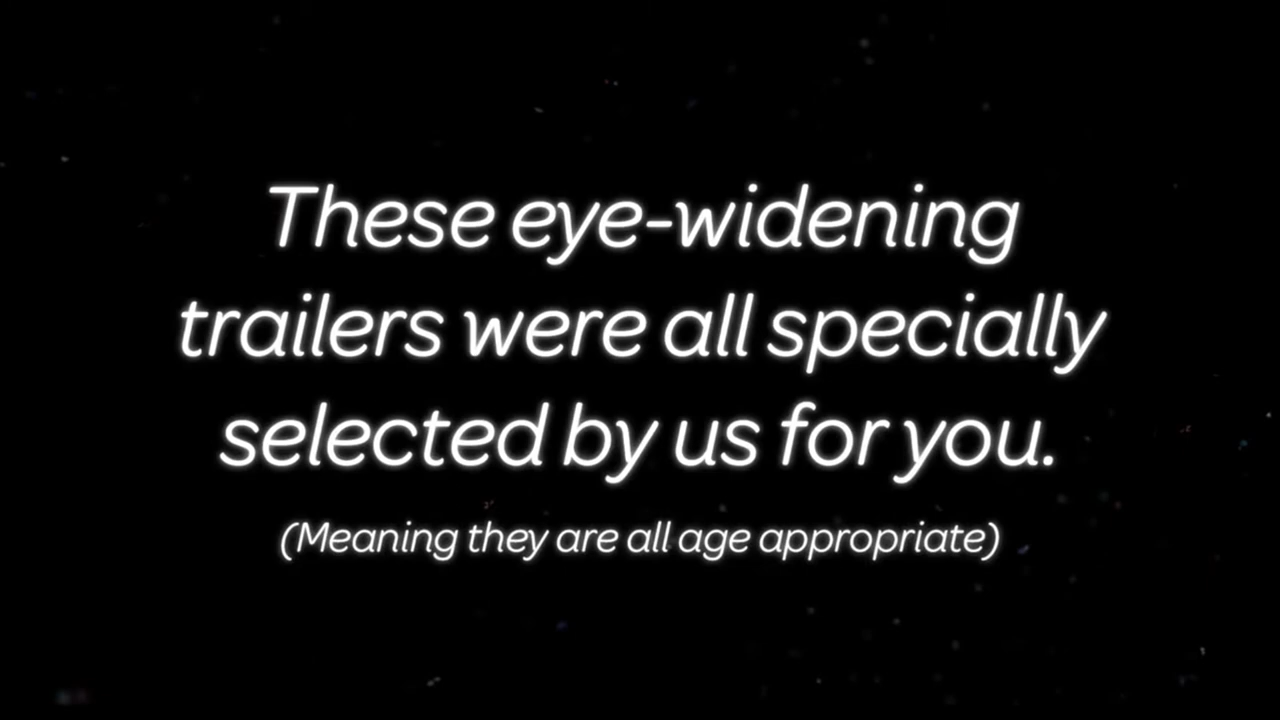 These eye-widening
trailers were all specially
selected by us for you.
(Meaning they are all age appropriate)